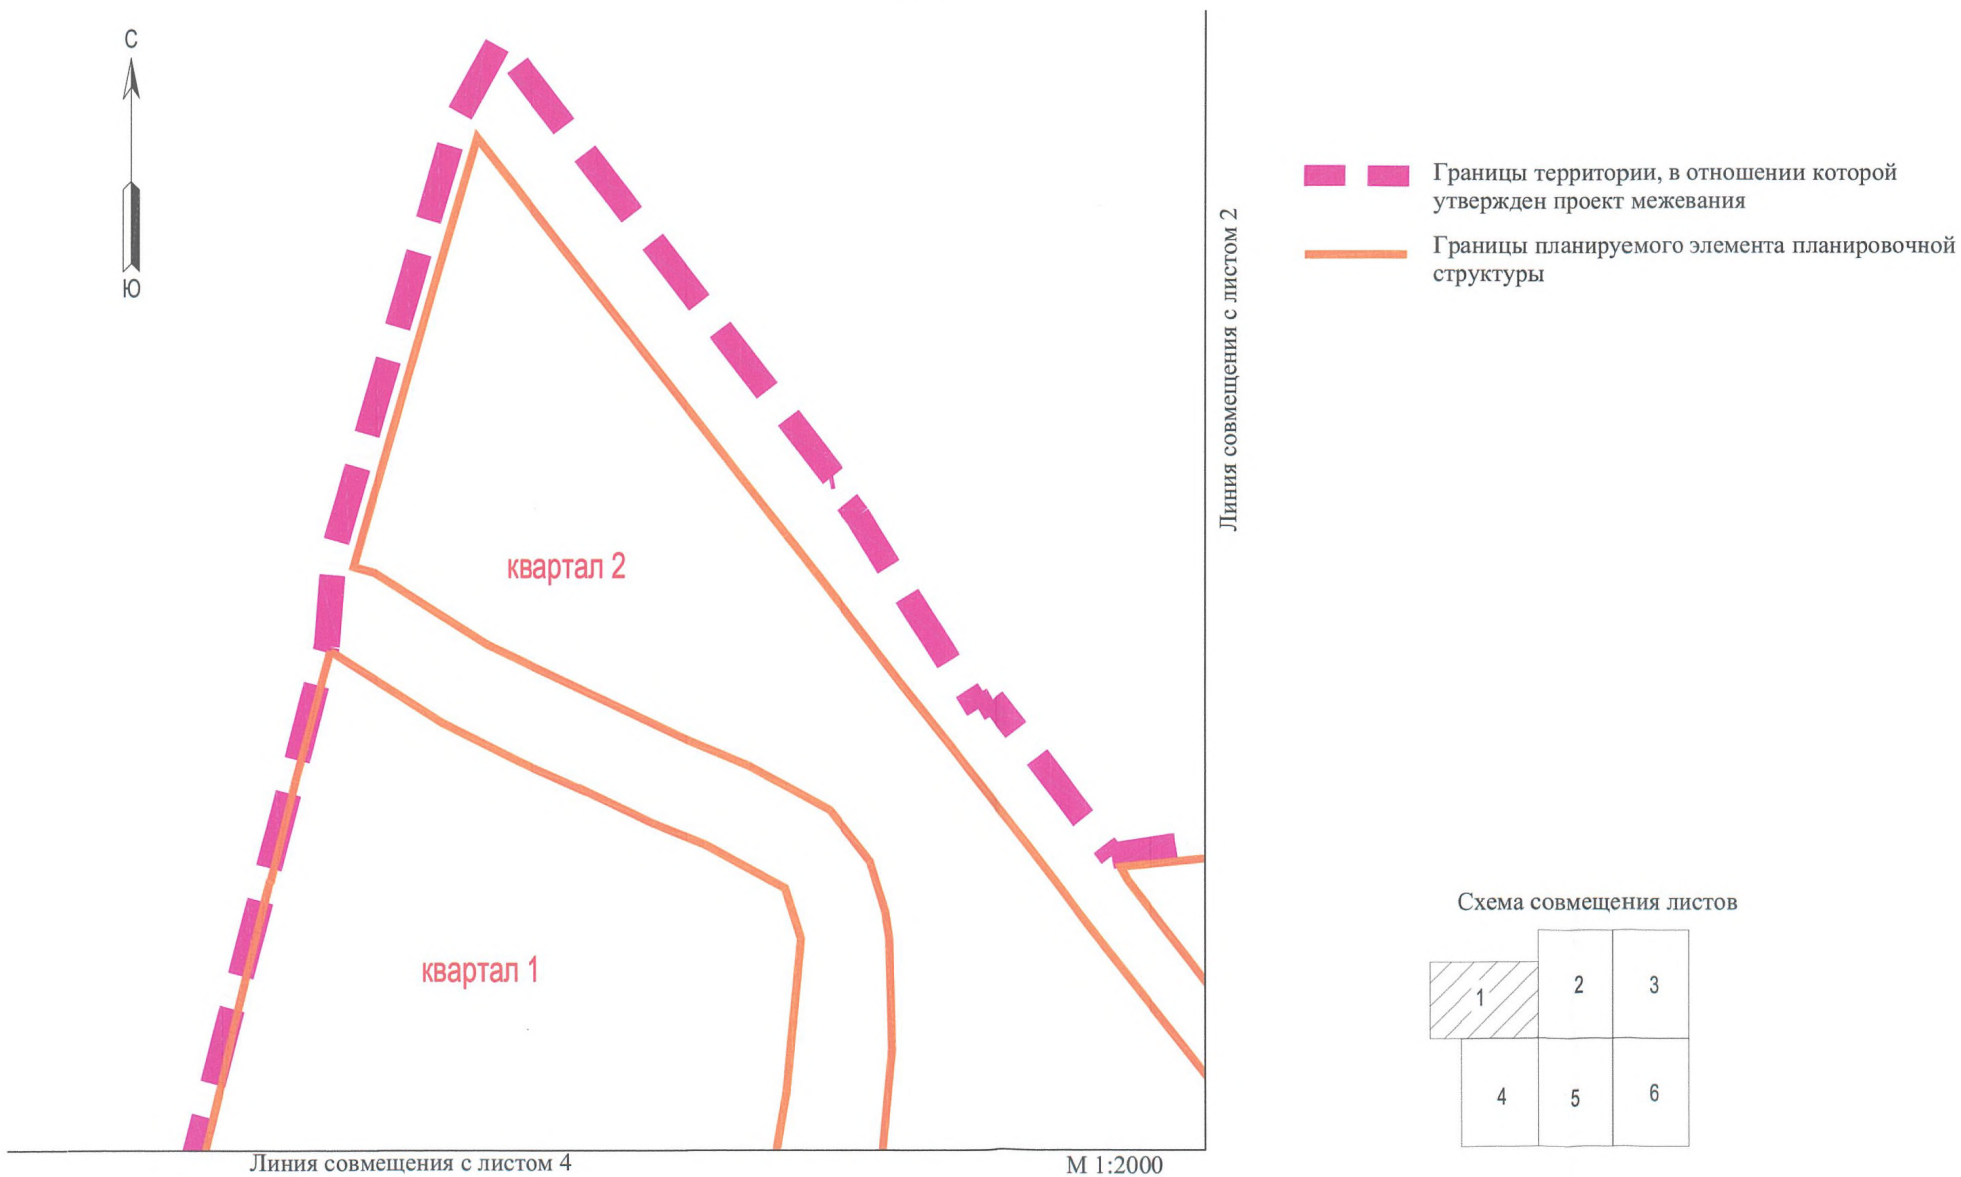 С
Ю
квартал 2
квартал 1
Линия совмещения с листом 2
Линия совмещения с листом 4
М 1:2000
Границы территории, в отношении которой
утвержден проект межевания
Границы планируемого элемента планировочной
структуры
Схема совмещения листов
1
2
3
4
5
6